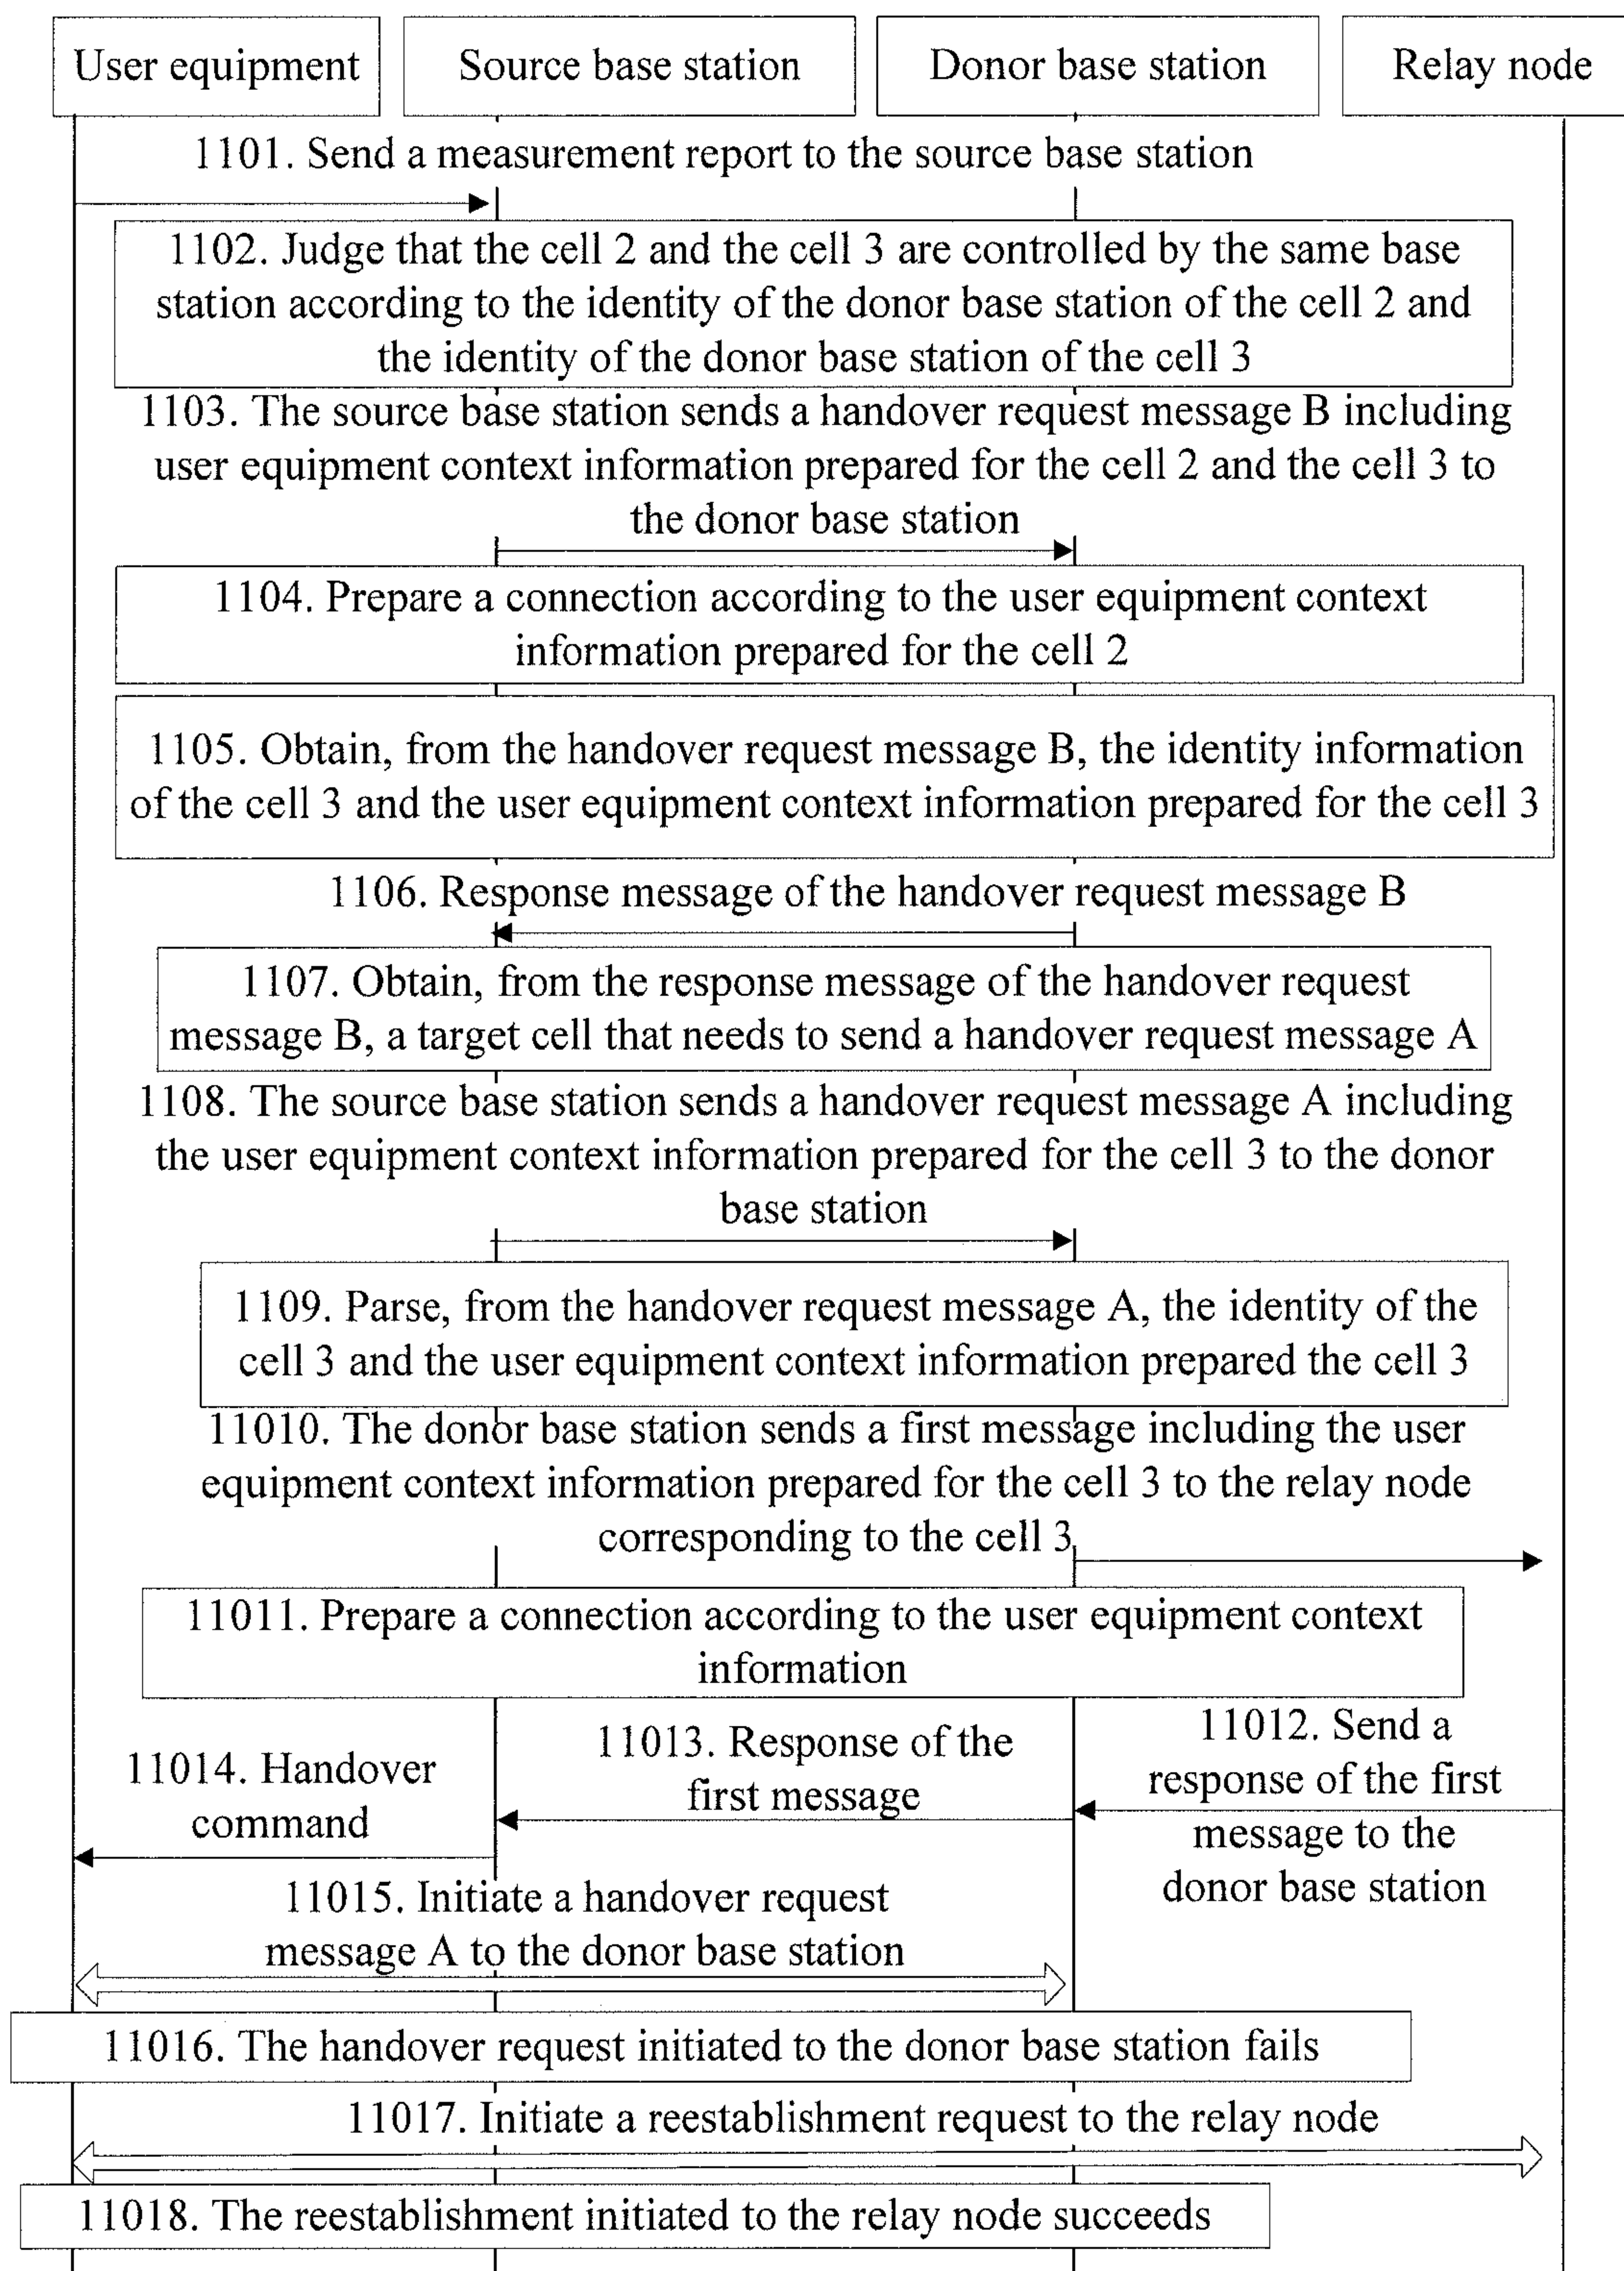 User equipment
Source base station
Donor base station
Relay node
1101. Send a measurement report to the source base station
1102. Judge that the cell 2 and the cell 3 are controlled by the same base
station according to the identity of the donor base station of the cell 2 and
the identity of the donor base station of the cell 3
1103. The source base station sends a handover request message B including
user equipment context information prepared for the cell 2 and the cell 3 to
the donor base station
1104. Prepare a connection according to the user equipment context
information prepared for the cell 2
1105. Obtain, from the handover request message B, the identity information
of the cell 3 and the user equipment context information prepared for the cell 3
1106. Response message of the handover request message B
1107. Obtain, from the response message of the handover request
message B, a target cell that needs to send a handover request message A
1108. The source base station sends a handover request message A including
the user equipment context information prepared for the cell 3 to the donor
base station
1109. Parse, from the handover request message A, the identity of the
cell 3 and the user equipment context information prepared the cell 3
11010. The donor base station sends a first message including the user
equipment context information prepared for the cell 3 to the relay node
corresponding to the cell 3
11011. Prepare a connection according to the user equipment context
information
11012. Send a
response of the first
message to the
donor base station
11013. Response of the
first message
11014. Handover
command
11015. Initiate a handover request
message A to the donor base station
11016. The handover request initiated to the donor base station fails
11017. Initiate a reestablishment request to the relay node
11018. The reestablishment initiated to the relay node succeeds